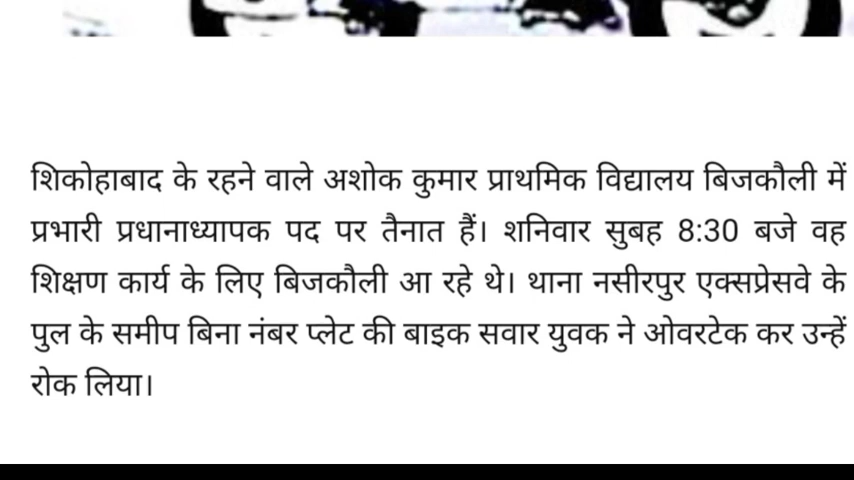 शिकोहाबाद के रहने वाले अशोक कुमार प्राथमिक विद्यालय बिजकौली में
प्रभारी प्रधानाध्यापक पद पर तैनात हैं। शनिवार सुबह 8:30 बजे वह
शिक्षण कार्य के लिए बिजकौली आ रहे थे। थाना नसीरपुर एक्सप्रेसवे के
पुल के समीप बिना नंबर प्लेट की बाइक सवार युवक ने ओवरटेक कर उन्हें
रोक लिया।